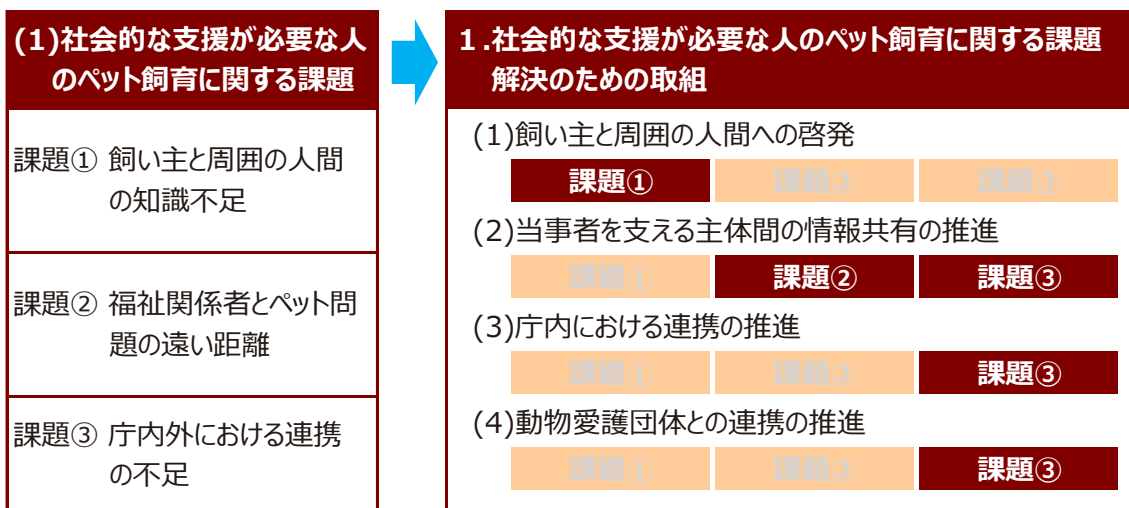 (1)社会的な支援が必要な人
のペット飼育に関する課題
課題① 飼い主と周囲の人間
の知識不足
課題② 福祉関係者とペット問
題の遠い距離
課題③ 庁内外における連携
の不足
１.社会的な支援が必要な人のペット飼育に関する課題
解決のための取組
(1)飼い主と周囲の人間への啓発
課題① 課題② 課題③
(2)当事者を支える主体間の情報共有の推進
課題① 課題② 課題③
(3)庁内における連携の推進
課題① 課題② 課題③
(4)動物愛護団体との連携の推進
課題① 課題② 課題③